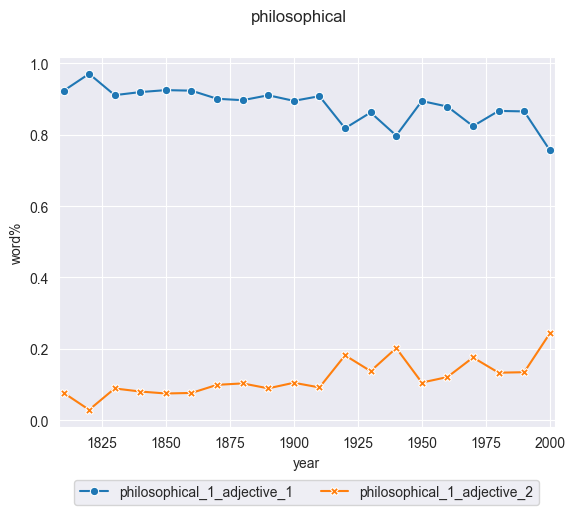 philosophical
1.0
0.8
0.6
0.4
0.2
0.0
word%
1825 1850 1875 1900 1925 1950 1975 2000
year
philosophical_1_adjective_1 philosophical_1_adjective_2